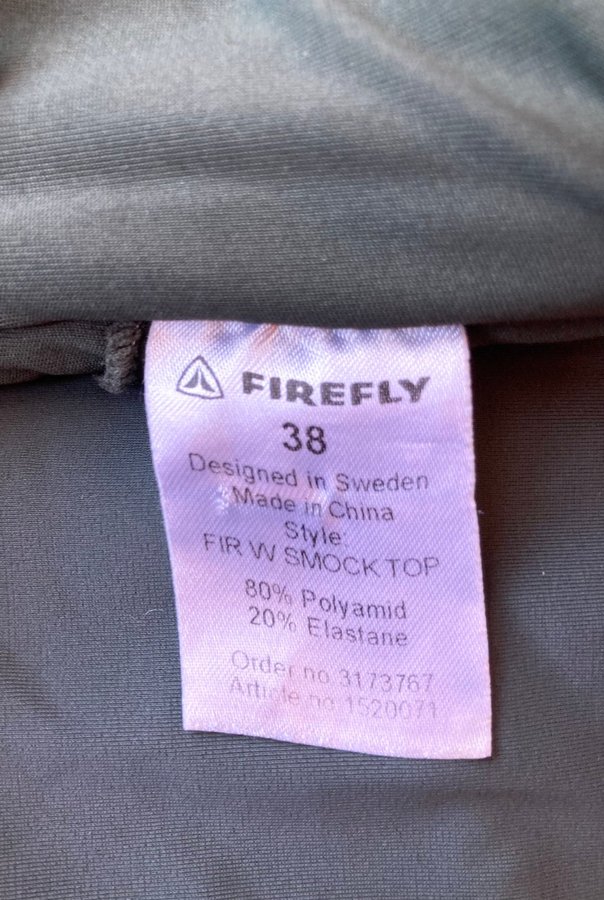 FIREFLY
38
Designed in Sweden
Made in China
Style:
FIR W SMOCK TOP
80% Polyamid
20% Elastane
Order no 3173767
Article no 1520071